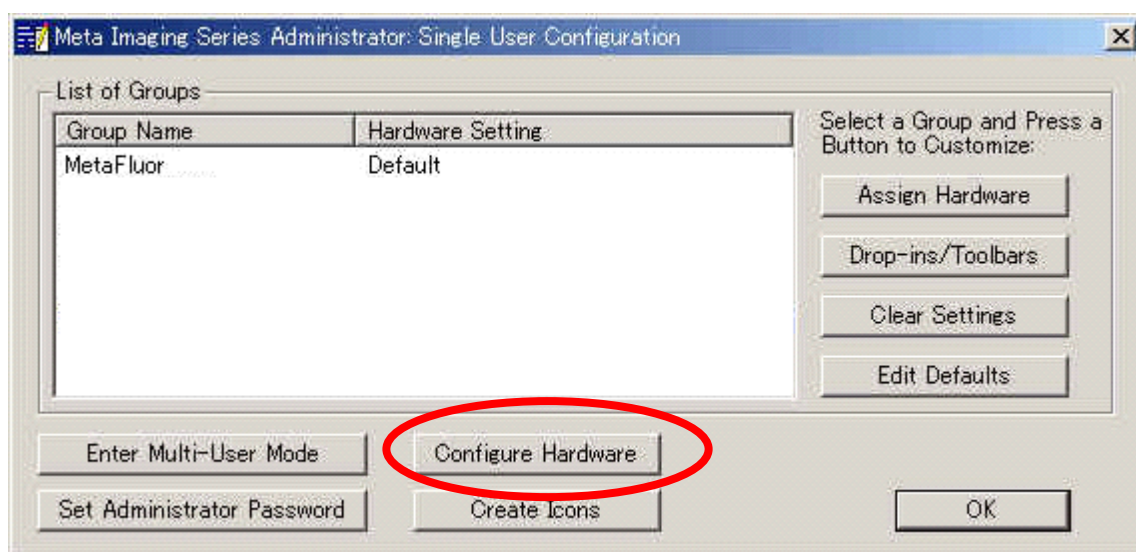 Meta Imaging Series Administrator: Single User Configuration
List of Groups
Group Name Hardware Setting
MetaFluor Default
Select a Group and Press a
Button to Customize:
Assign Hardware
Drop-ins/Toolbars
Clear Settings
Edit Defaults
Enter Multi-User Mode Configure Hardware
Set Administrator Password Create Icons OK